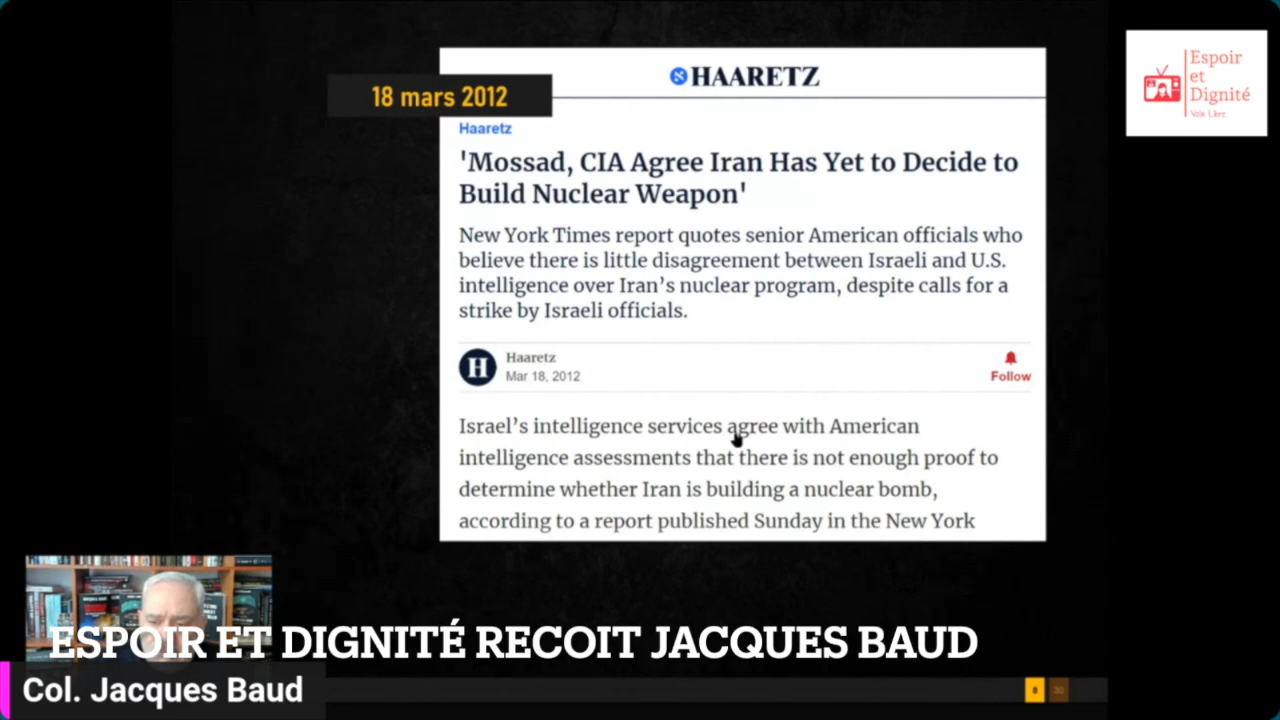 HAARETZ
18 mars 2012
Haaretz
'Mossad, CIA Agree Iran Has Yet to Decide to
Build Nuclear Weapon'
New York Times report quotes senior American officials who
believe there is little disagreement between Israeli and U.S.
intelligence over Iran's nuclear program, despite calls for a
strike by Israeli officials.
H
Haaretz
Mar 18, 2012
Follow
Israel's intelligence services agree with American
intelligence assessments that there is not enough proof to
determine whether Iran is building a nuclear bomb,
according to a report published Sunday in the New York
Espoir
et
Dignité
ESPOIR ET DIGNITÉ RECOIT JACQUES BAUD
Col. Jacques Baud
8
30